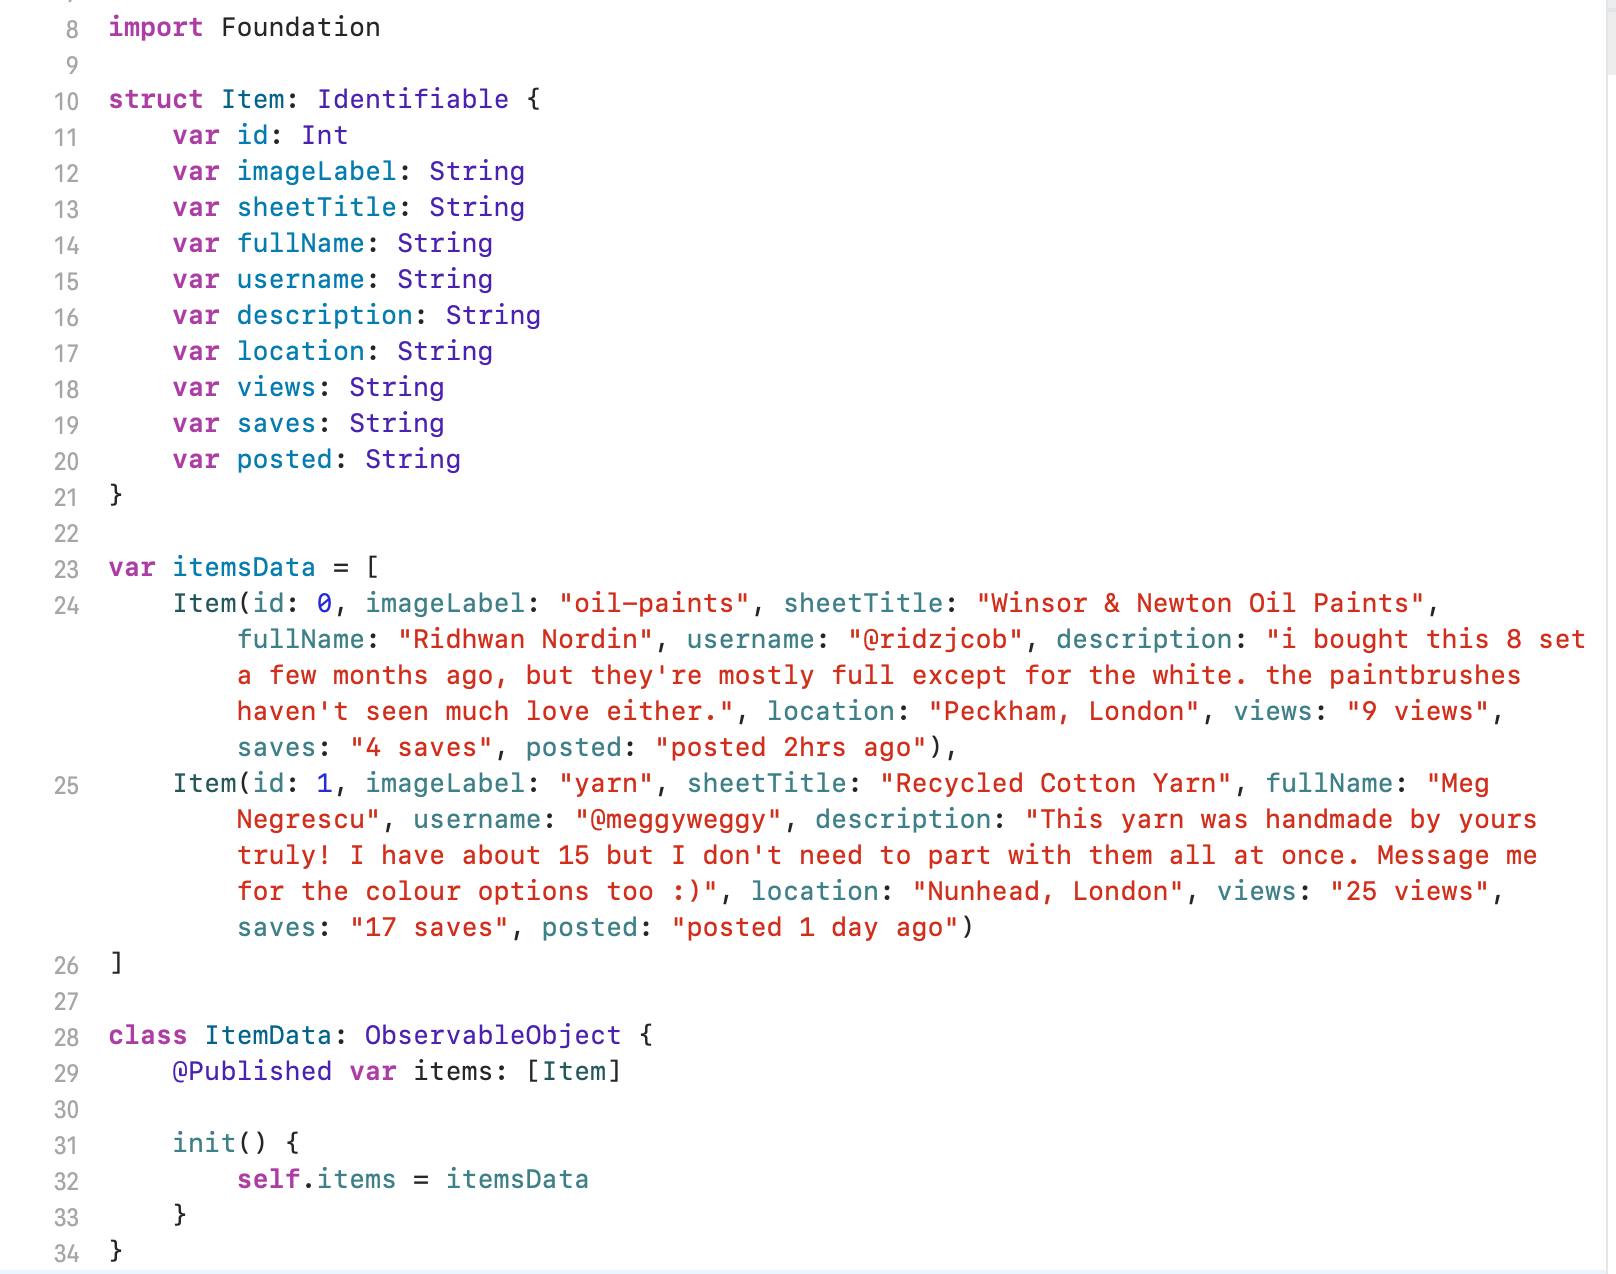 8 import Foundation
9
10 struct Item: Identifiable {
11     var id: Int
12     var imageLabel: String
13     var sheetTitle: String
14     var fullName: String
15     var username: String
16     var description: String
17     var location: String
18     var views: String
19     var saves: String
20     var posted: String
21 }
22
23 var itemsData = [
24     Item(id: 0, imageLabel: "oil-paints", sheetTitle: "Winsor & Newton Oil Paints",
        fullName: "Ridhwan Nordin", username: "@ridzjcob", description: "i bought this 8 set
        a few months ago, but they're mostly full except for the white. the paintbrushes
        haven't seen much love either.", location: "Peckham, London", views: "9 views",
        saves: "4 saves", posted: "posted 2hrs ago"),
25     Item(id: 1, imageLabel: "yarn", sheetTitle: "Recycled Cotton Yarn", fullName: "Meg
        Negrescu", username: "@meggyweggy", description: "This yarn was handmade by yours
        truly! I have about 15 but I don't need to part with them all at once. Message me
        for the colour options too :)", location: "Nunhead, London", views: "25 views",
        saves: "17 saves", posted: "posted 1 day ago")
26 ]
27
28 class ItemData: ObservableObject {
29     @Published var items: [Item]
30
31     init() {
32         self.items = itemsData
33     }
34 }